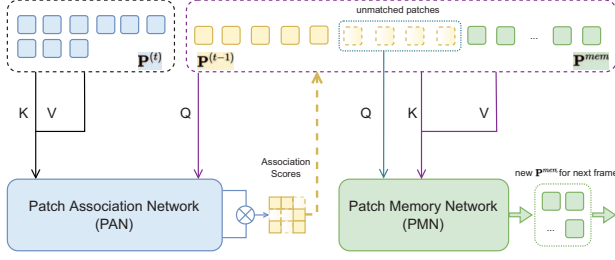 unmatched patches
...
P^(t)
P^(t−1)
P^mem
K
V
Q
Q
K
V
Association
Scores
Patch Association Network
(PAN)
Patch Memory Network
(PMN)
new P^mem for next frame
...